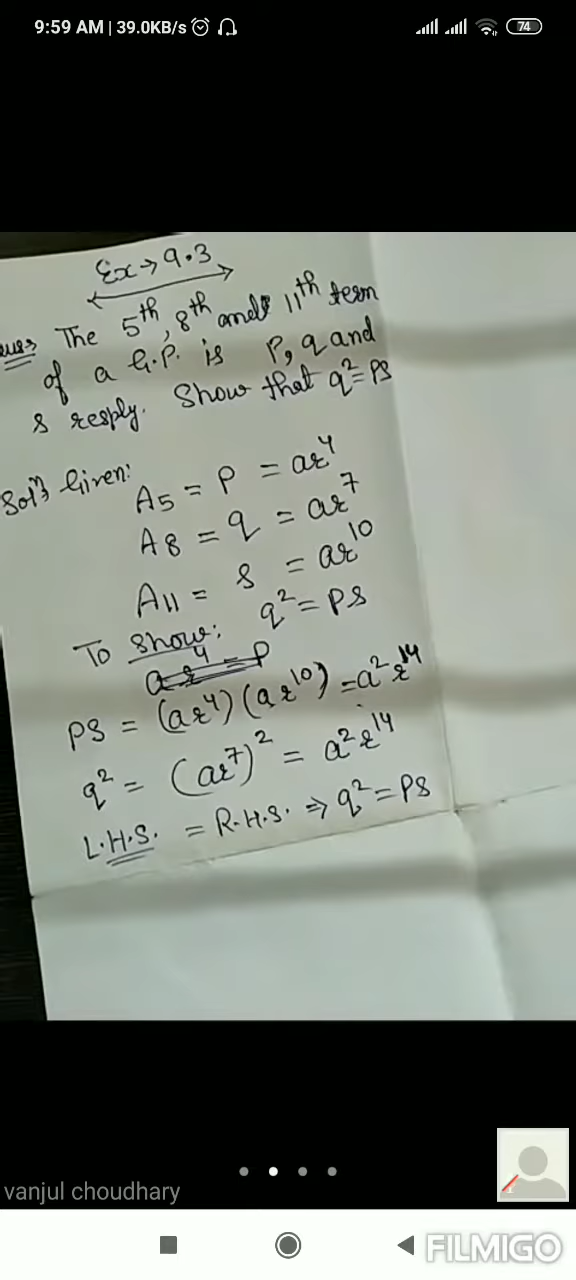 9:59 AM | 39.0KB/s
74
Ex → 9.3
The 5th, 8th and 11th term
of a G.P. is P, q and
s resply. Show that q² = PS
Solⁿ Given:
A5 = P = ar⁴
A8 = q = ar⁷
A11 = s = ar¹⁰
To show: q² = PS
ar⁴ = P
PS = (ar⁴)(ar¹⁰) = a²r¹⁴
q² = (ar⁷)² = a²r¹⁴
L.H.S. = R.H.S. ⇒ q² = PS
vanjul choudhary
FILMIGO